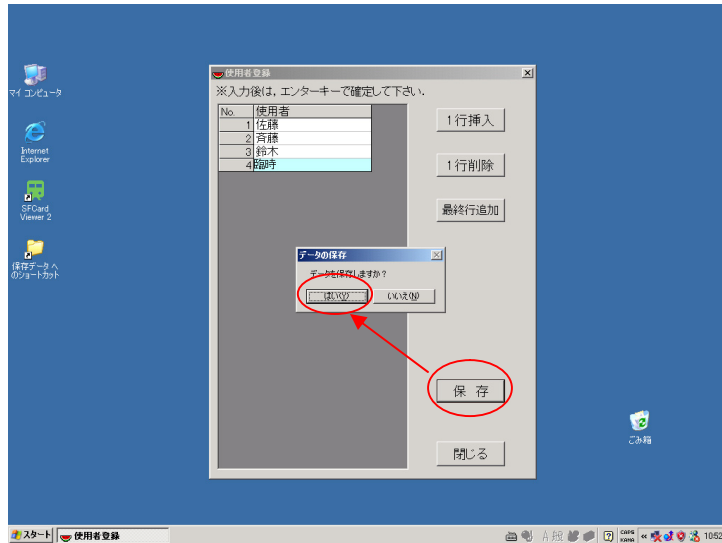 マイ コンピュータ
Internet
Explorer
SFCard
Viewer 2
保存データ へ
のショートカット
使用者登録
※入力後は，エンターキーで確定して下さい．
No. 使用者
1 佐藤
2 斉藤
3 鈴木
4 臨時
1行挿入
1行削除
最終行追加
データの保存
データを保存しますか？
はい(Y)
いいえ(N)
保 存
閉じる
ごみ箱
スタート
使用者登録
A 般
CAPS
KANA